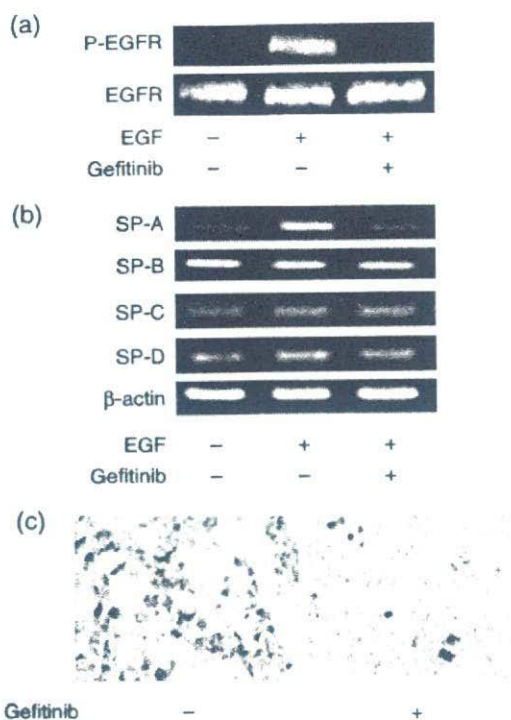 (a)
P-EGFR
EGFR
EGF – + +
Gefitinib – – +
(b)
SP-A
SP-B
SP-C
SP-D
β-actin
EGF – + +
Gefitinib – – +
(c)
Gefitinib – +